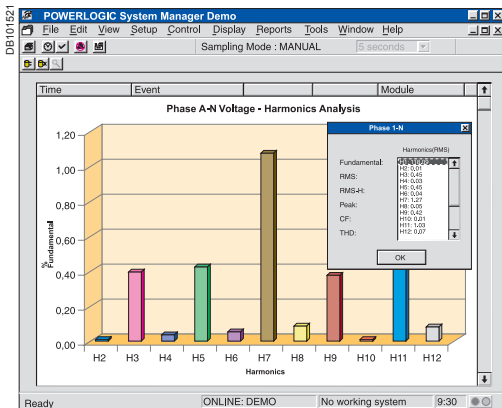 DB101521
POWERLOGIC System Manager Demo
File Edit View Setup Control Display Reports Tools Window Help
Sampling Mode : MANUAL
5 seconds
Time Event Module
Phase A-N Voltage - Harmonics Analysis
1,20
1,00
0,80
0,60
0,40
0,20
0,00
% Fundamental
H2 H3 H4 H5 H6 H7 H8 H9 H10 H11 H12
Harmonics
Phase 1-N
Harmonics(RMS)
Fundamental:
RMS:
RMS-H:
Peak:
CF:
THD:
H2: 0,01
H3: 0,45
H4: 0,03
H5: 0,45
H6: 0,04
H7: 1,27
H8: 0,05
H9: 0,42
H10: 0,01
H11: 1,03
H12: 0,07
OK
Ready
ONLINE: DEMO
No working system
9:30